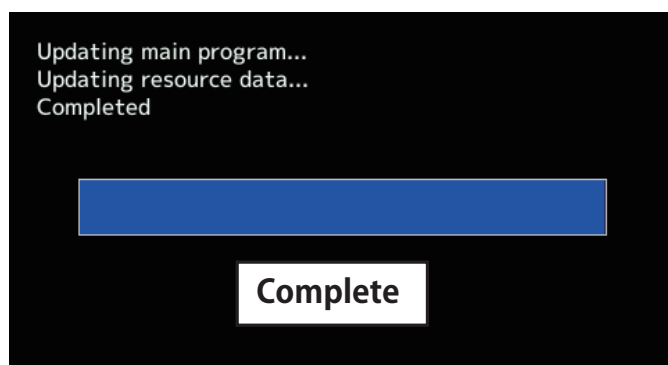 Updating main program...
Updating resource data...
Completed
Complete